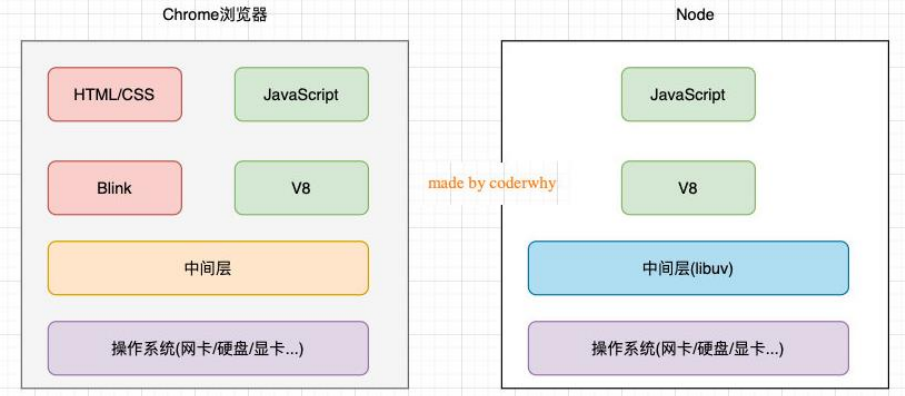 Chrome浏览器
Node
HTML/CSS
JavaScript
JavaScript
Blink
V8
made by coderwhy
V8
中间层
中间层(libuv)
操作系统(网卡/硬盘/显卡...)
操作系统(网卡/硬盘/显卡...)